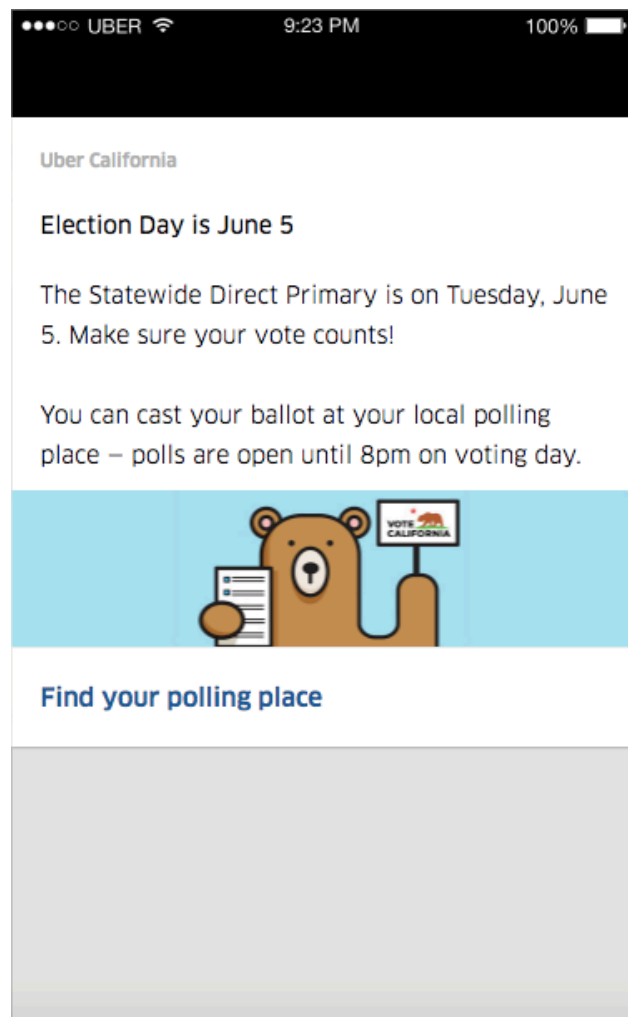 UBER 9:23 PM 100%
Uber California
Election Day is June 5
The Statewide Direct Primary is on Tuesday, June
5. Make sure your vote counts!
You can cast your ballot at your local polling
place – polls are open until 8pm on voting day.
VOTE
CALIFORNIA
Find your polling place